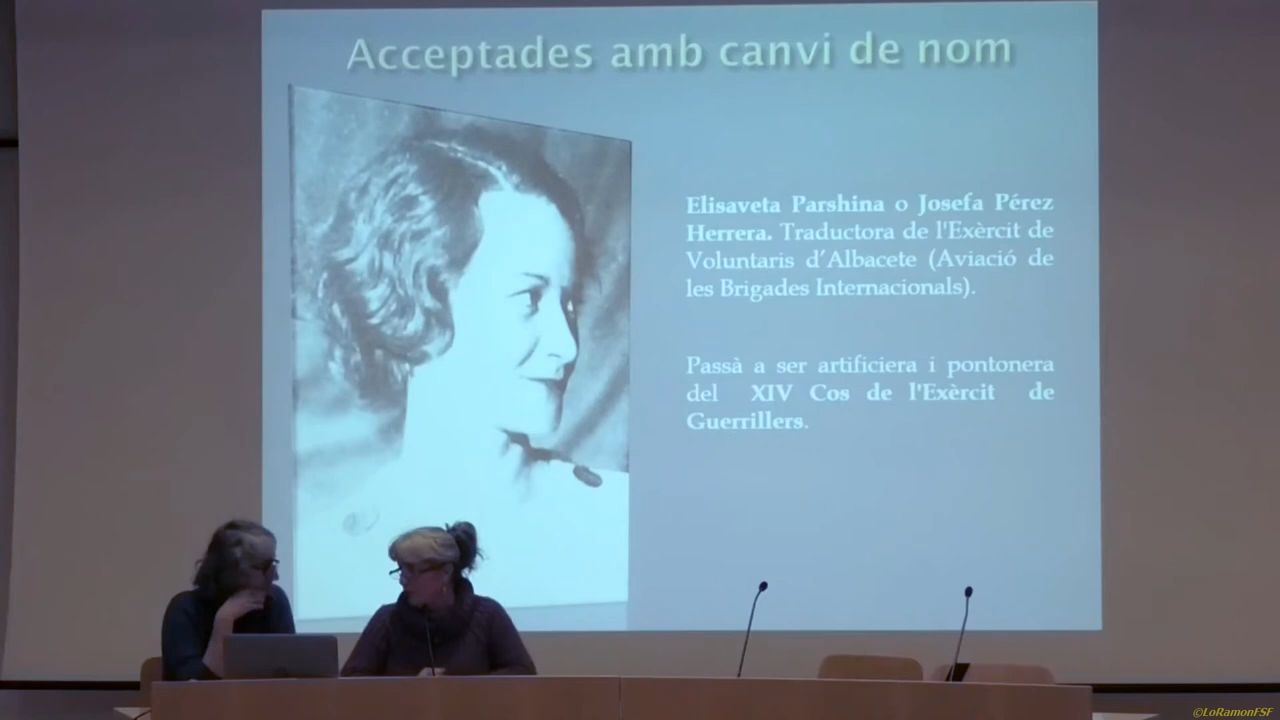 Acceptades amb canvi de nom
Elisaveta Parshina o Josefa Pérez
Herrera. Traductora de l'Exèrcit de
Voluntaris d’Albacete (Aviació de
les Brigades Internacionals).
Passà a ser artificiera i pontonera
del XIV Cos de l'Exèrcit de
Guerrillers.
©LoRamonFSF